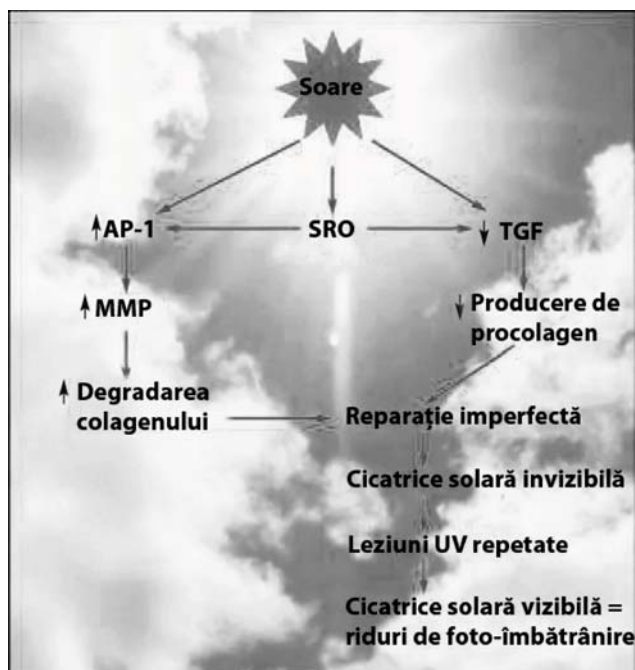 Soare
↑AP-1
SRO
↓ TGF
↑MMP
↓ Producere de
procolagen
↑ Degradarea
colagenului
Reparație imperfectă
Cicatrice solară invizibilă
Leziuni UV repetate
Cicatrice solară vizibilă =
riduri de foto-îmbătrânire